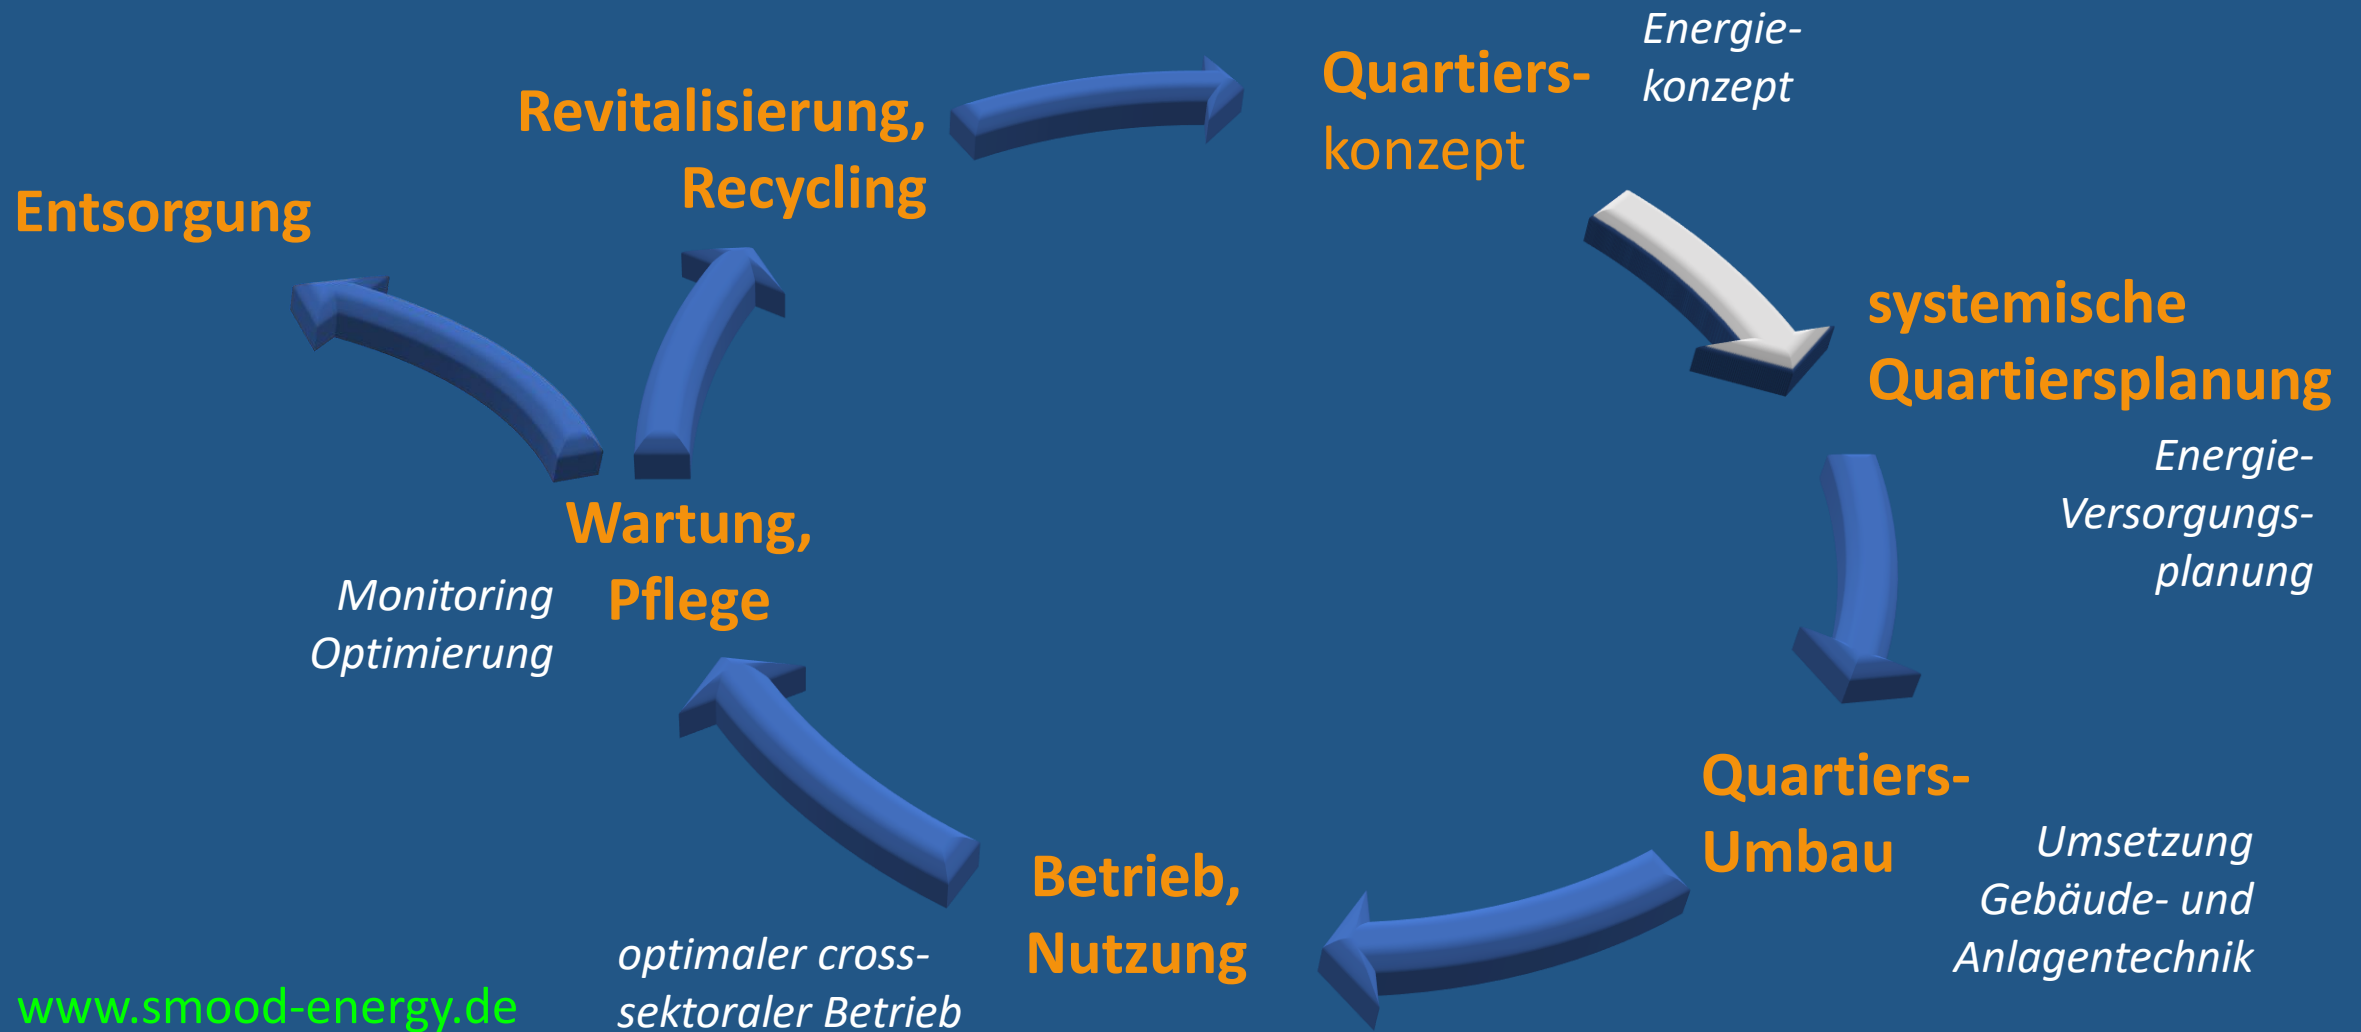 Energie-
konzept
Quartiers-
konzept
Revitalisierung,
Recycling
Entsorgung
systemische
Quartiersplanung
Energie-
Versorgungs-
planung
Wartung,
Pflege
Monitoring
Optimierung
Quartiers-
Umbau
Umsetzung
Gebäude- und
Anlagentechnik
Betrieb,
Nutzung
optimaler cross-
sektoraler Betrieb
www.smood-energy.de